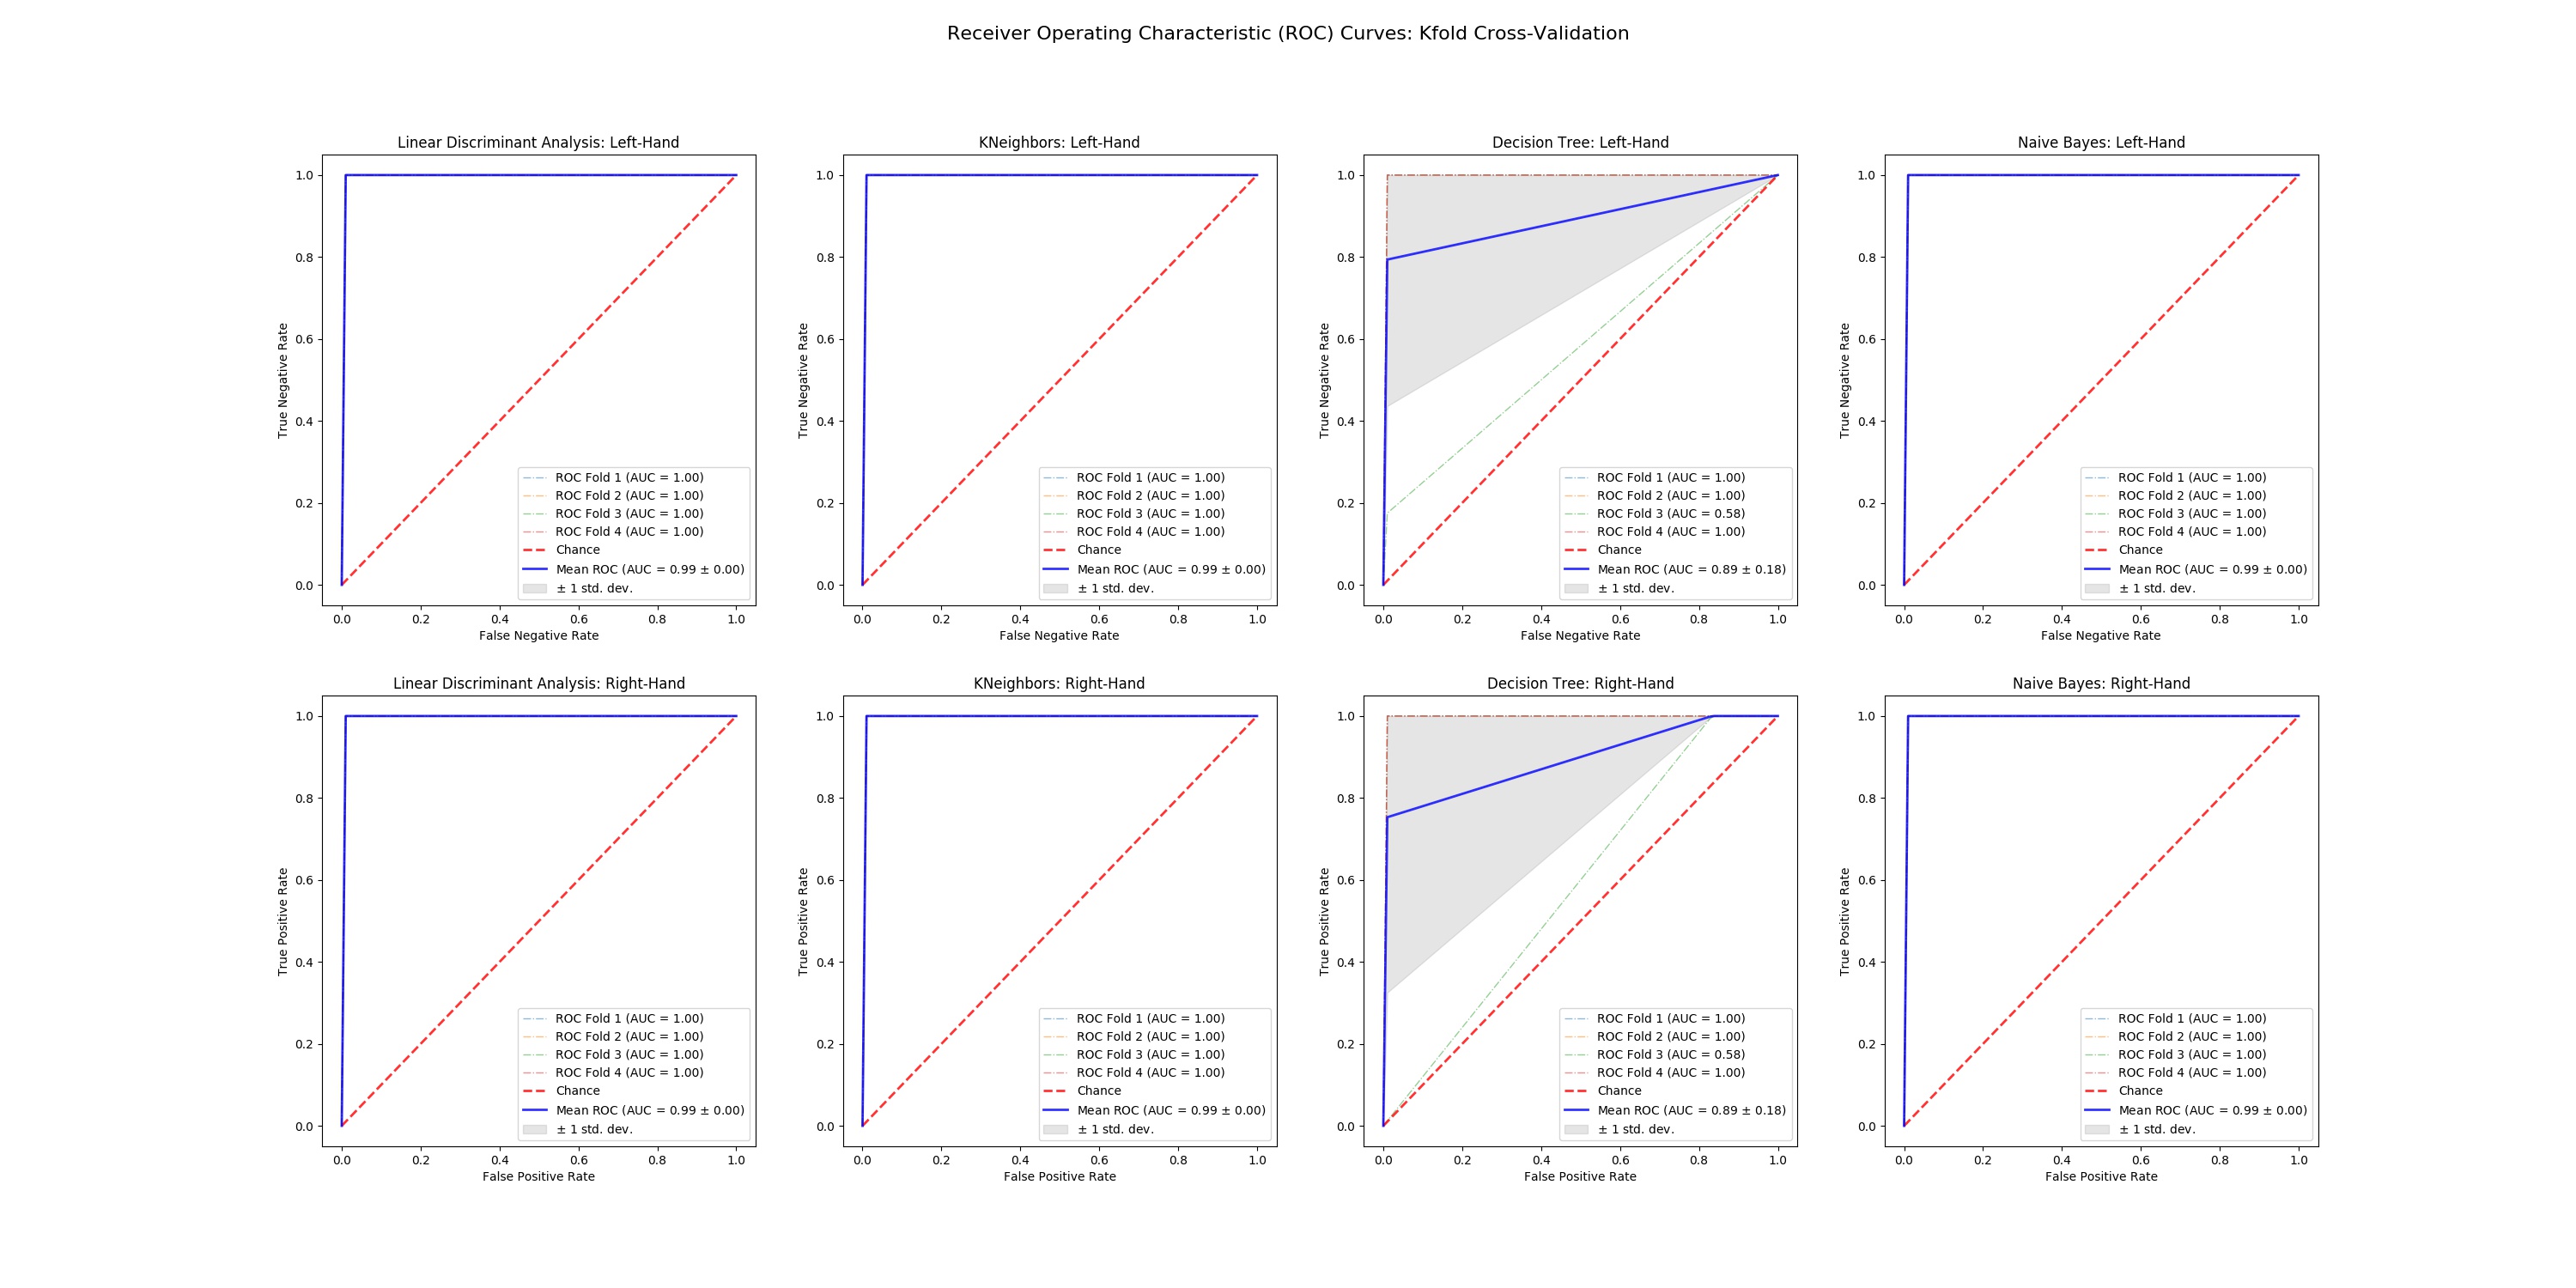 Receiver Operating Characteristic (ROC) Curves: Kfold Cross-Validation
Linear Discriminant Analysis: Left-Hand
True Negative Rate
1.0
0.8
0.6
0.4
0.2
0.0
ROC Fold 1 (AUC = 1.00)
ROC Fold 2 (AUC = 1.00)
ROC Fold 3 (AUC = 1.00)
ROC Fold 4 (AUC = 1.00)
Chance
Mean ROC (AUC = 0.99 ± 0.00)
± 1 std. dev.
0.0 0.2 0.4 0.6 0.8 1.0
False Negative Rate
KNeighbors: Left-Hand
True Negative Rate
1.0
0.8
0.6
0.4
0.2
0.0
ROC Fold 1 (AUC = 1.00)
ROC Fold 2 (AUC = 1.00)
ROC Fold 3 (AUC = 1.00)
ROC Fold 4 (AUC = 1.00)
Chance
Mean ROC (AUC = 0.99 ± 0.00)
± 1 std. dev.
0.0 0.2 0.4 0.6 0.8 1.0
False Negative Rate
Decision Tree: Left-Hand
True Negative Rate
1.0
0.8
0.6
0.4
0.2
0.0
ROC Fold 1 (AUC = 1.00)
ROC Fold 2 (AUC = 1.00)
ROC Fold 3 (AUC = 0.58)
ROC Fold 4 (AUC = 1.00)
Chance
Mean ROC (AUC = 0.89 ± 0.18)
± 1 std. dev.
0.0 0.2 0.4 0.6 0.8 1.0
False Negative Rate
Naive Bayes: Left-Hand
True Negative Rate
1.0
0.8
0.6
0.4
0.2
0.0
ROC Fold 1 (AUC = 1.00)
ROC Fold 2 (AUC = 1.00)
ROC Fold 3 (AUC = 1.00)
ROC Fold 4 (AUC = 1.00)
Chance
Mean ROC (AUC = 0.99 ± 0.00)
± 1 std. dev.
0.0 0.2 0.4 0.6 0.8 1.0
False Negative Rate
Linear Discriminant Analysis: Right-Hand
True Positive Rate
1.0
0.8
0.6
0.4
0.2
0.0
ROC Fold 1 (AUC = 1.00)
ROC Fold 2 (AUC = 1.00)
ROC Fold 3 (AUC = 1.00)
ROC Fold 4 (AUC = 1.00)
Chance
Mean ROC (AUC = 0.99 ± 0.00)
± 1 std. dev.
0.0 0.2 0.4 0.6 0.8 1.0
False Positive Rate
KNeighbors: Right-Hand
True Positive Rate
1.0
0.8
0.6
0.4
0.2
0.0
ROC Fold 1 (AUC = 1.00)
ROC Fold 2 (AUC = 1.00)
ROC Fold 3 (AUC = 1.00)
ROC Fold 4 (AUC = 1.00)
Chance
Mean ROC (AUC = 0.99 ± 0.00)
± 1 std. dev.
0.0 0.2 0.4 0.6 0.8 1.0
False Positive Rate
Decision Tree: Right-Hand
True Positive Rate
1.0
0.8
0.6
0.4
0.2
0.0
ROC Fold 1 (AUC = 1.00)
ROC Fold 2 (AUC = 1.00)
ROC Fold 3 (AUC = 0.58)
ROC Fold 4 (AUC = 1.00)
Chance
Mean ROC (AUC = 0.89 ± 0.18)
± 1 std. dev.
0.0 0.2 0.4 0.6 0.8 1.0
False Positive Rate
Naive Bayes: Right-Hand
True Positive Rate
1.0
0.8
0.6
0.4
0.2
0.0
ROC Fold 1 (AUC = 1.00)
ROC Fold 2 (AUC = 1.00)
ROC Fold 3 (AUC = 1.00)
ROC Fold 4 (AUC = 1.00)
Chance
Mean ROC (AUC = 0.99 ± 0.00)
± 1 std. dev.
0.0 0.2 0.4 0.6 0.8 1.0
False Positive Rate